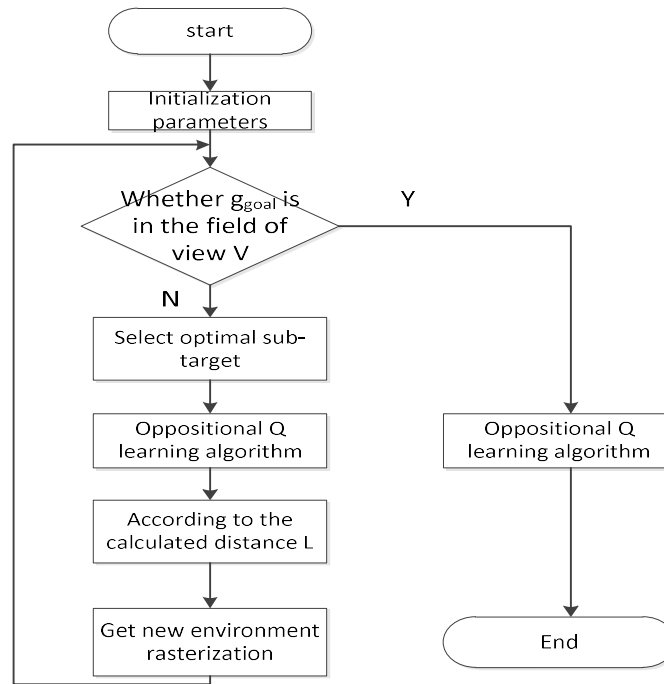 start
Initialization
parameters
Whether g_goal is
in the field of
view V
Y
N
Select optimal sub-
target
Oppositional Q
learning algorithm
Oppositional Q
learning algorithm
According to the
calculated distance L
Get new environment
rasterization
End